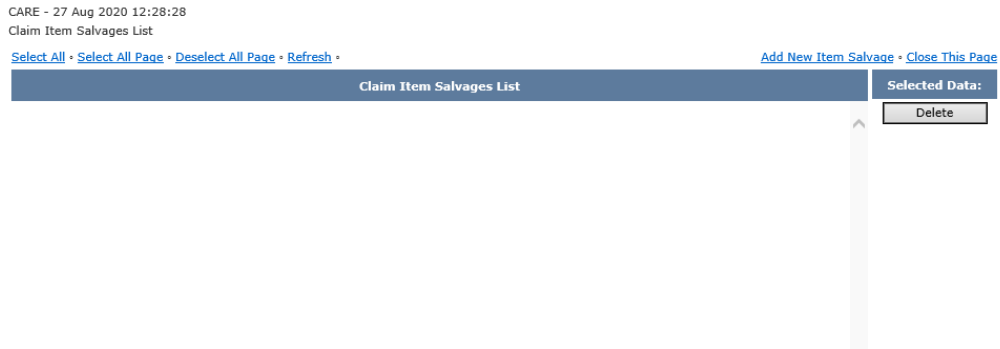 CARE - 27 Aug 2020 12:28:28
Claim Item Salvages List
Select All ◦ Select All Page ◦ Deselect All Page ◦ Refresh ◦ Add New Item Salvage ◦ Close This Page
Claim Item Salvages List Selected Data:
Delete